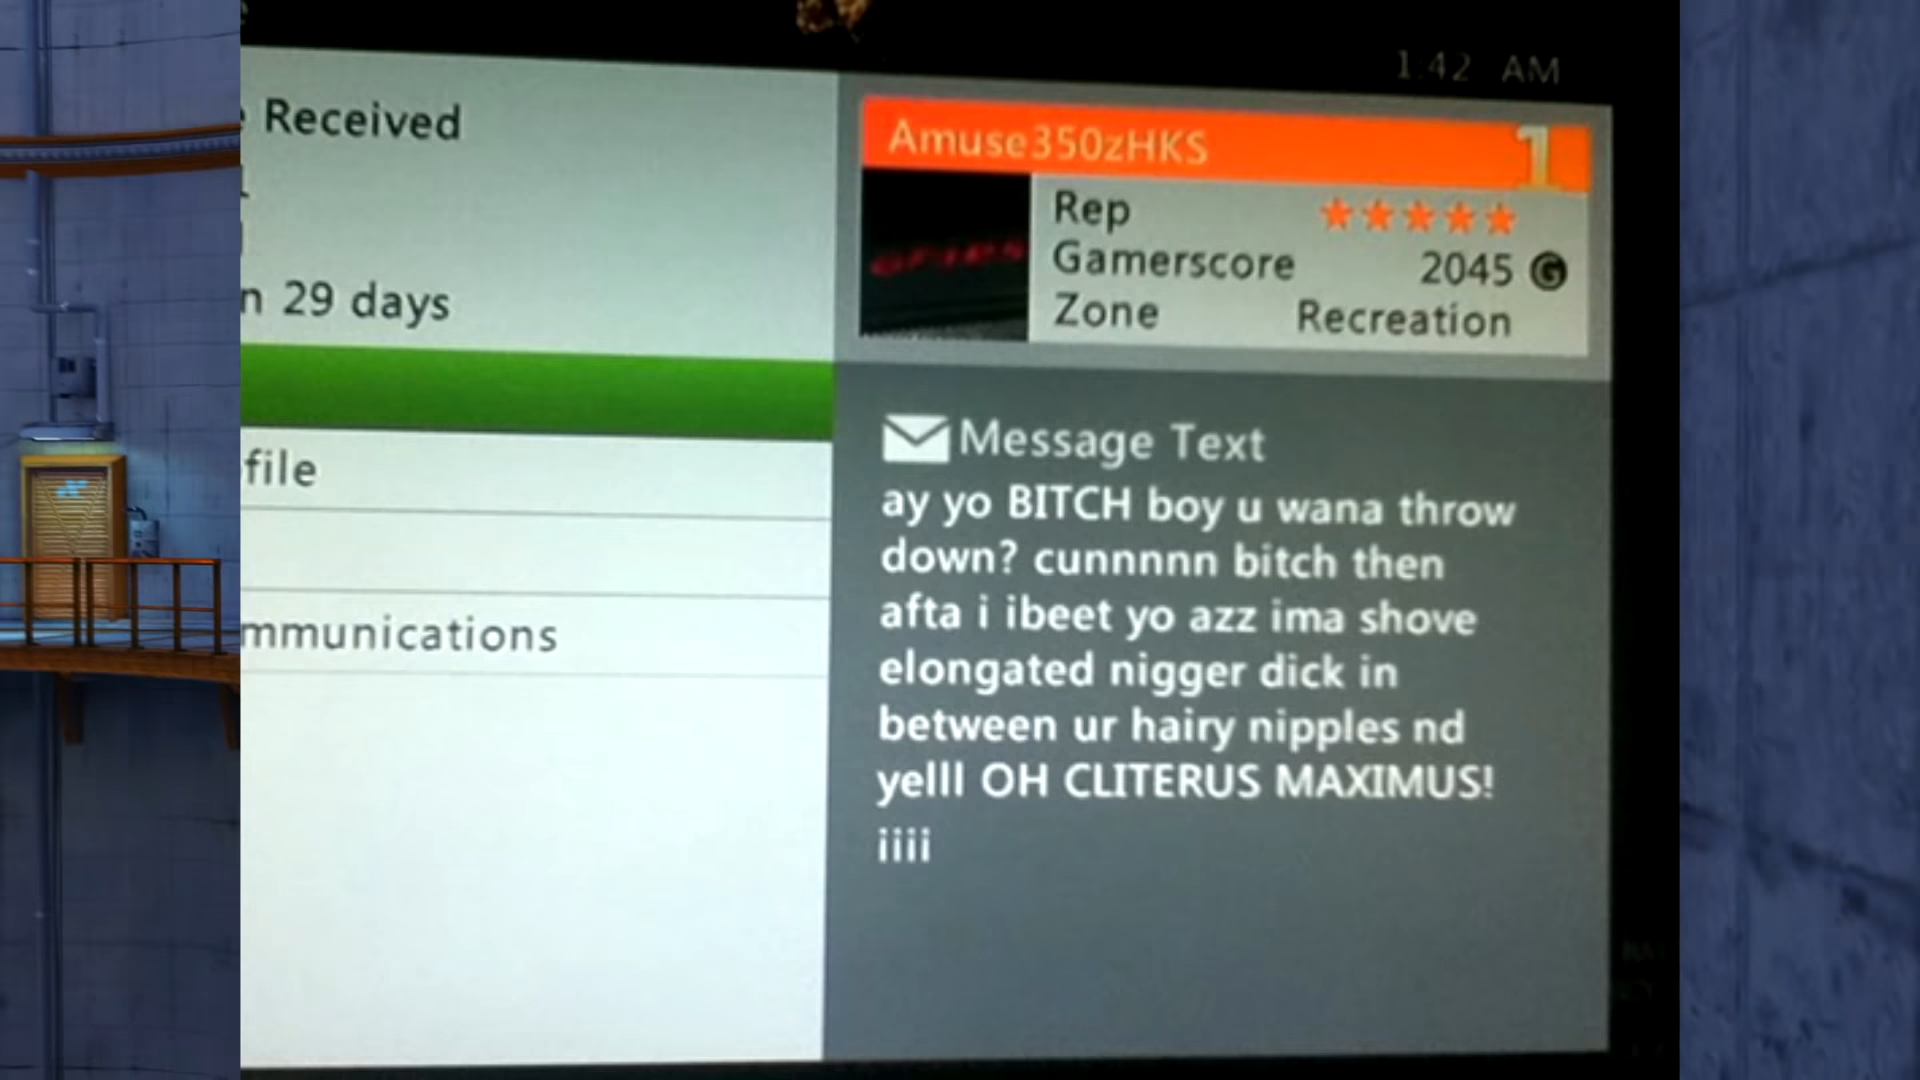 1:42 AM
Received
Amuse350zHKS 1
Rep
Gamerscore 2045 G
Zone Recreation
n 29 days
file
mmunications
Message Text
ay yo BITCH boy u wana throw
down? cunnnnn bitch then
afta i ibeet yo azz ima shove
elongated nigger dick in
between ur hairy nipples nd
yelll OH CLITERUS MAXIMUS!
iiii